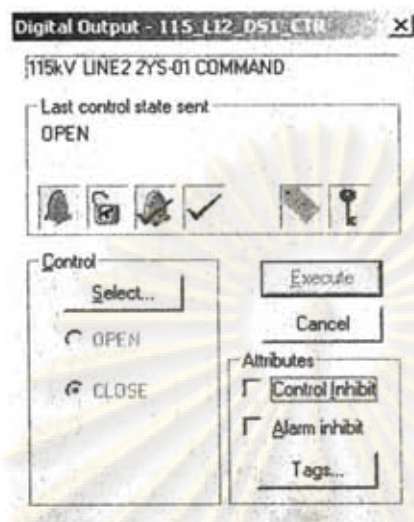 Digital Output - 115_LI2_DS1_CTR
115kV LINE2 2YS-01 COMMAND
Last control state sent
OPEN
Control
Select...
OPEN
CLOSE
Execute
Cancel
Attributes
Control Inhibit
Alarm inhibit
Tags...